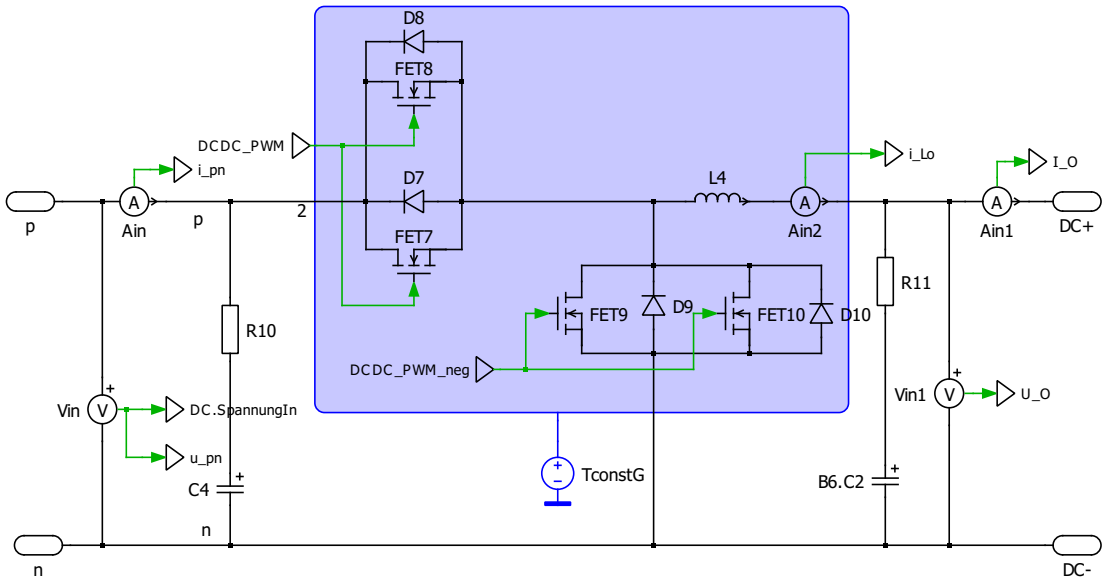 D8
FET8
DCDC_PWM
i_pn
i_Lo
I_O
D7
L4
A
A
A
p
Ain
p
2
Ain2
Ain1
DC+
FET7
R11
R10
FET9
D9
FET10
D10
DCDC_PWM_neg
Vin
V
+
DC.SpannungIn
Vin1
V
+
U_O
u_pn
C4
+
+
−
TconstG
B6.C2
+
n
n
DC-